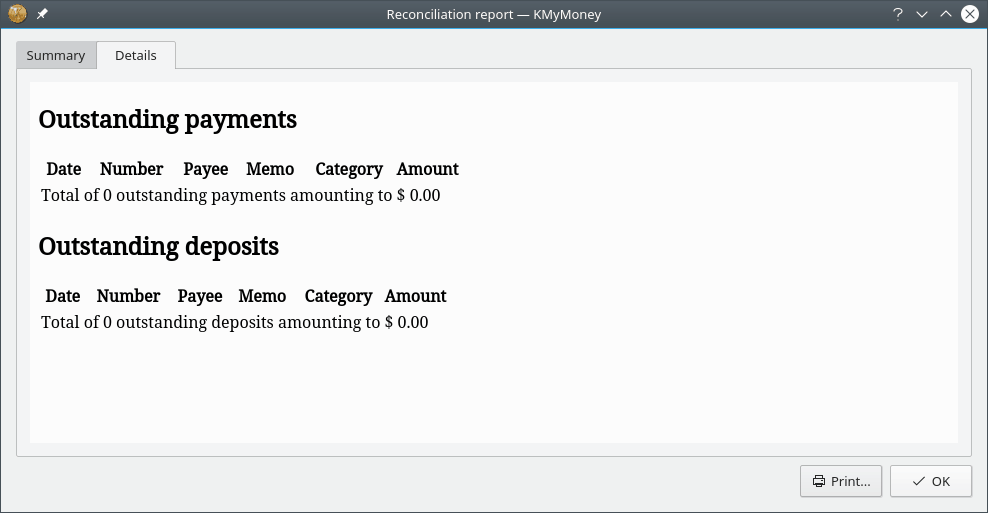 Reconciliation report — KMyMoney
Summary Details
Outstanding payments
Date Number Payee Memo Category Amount
Total of 0 outstanding payments amounting to $ 0.00
Outstanding deposits
Date Number Payee Memo Category Amount
Total of 0 outstanding deposits amounting to $ 0.00
Print... OK